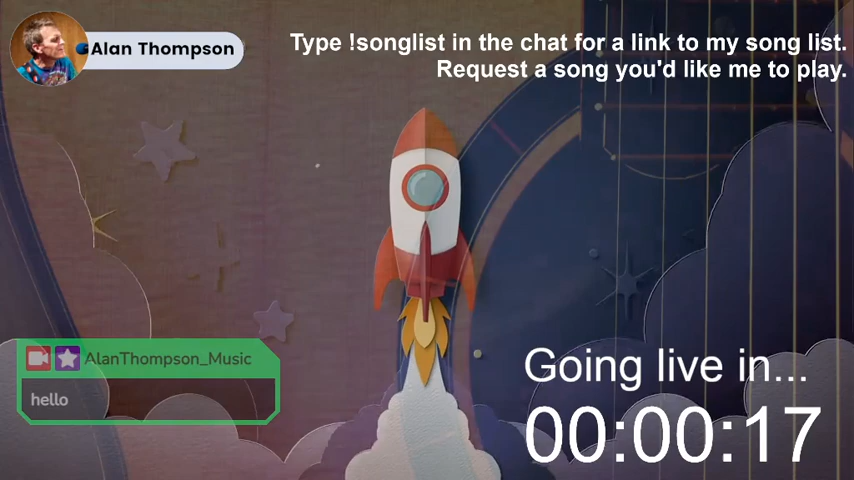 Alan Thompson
Type !songlist in the chat for a link to my song list.
Request a song you'd like me to play.
AlanThompson_Music
hello
Going live in...
00:00:17